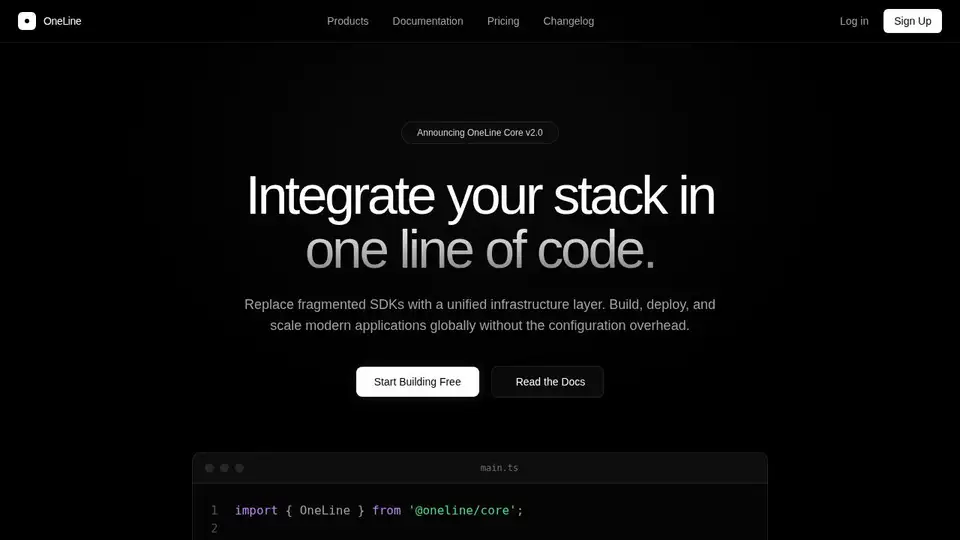 OneLine
Products
Documentation
Pricing
Changelog
Log in
Sign Up
Announcing OneLine Core v2.0
Integrate your stack in
one line of code.
Replace fragmented SDKs with a unified infrastructure layer. Build, deploy, and
scale modern applications globally without the configuration overhead.
Start Building Free
Read the Docs
main.ts
1 import { OneLine } from '@oneline/core';
2